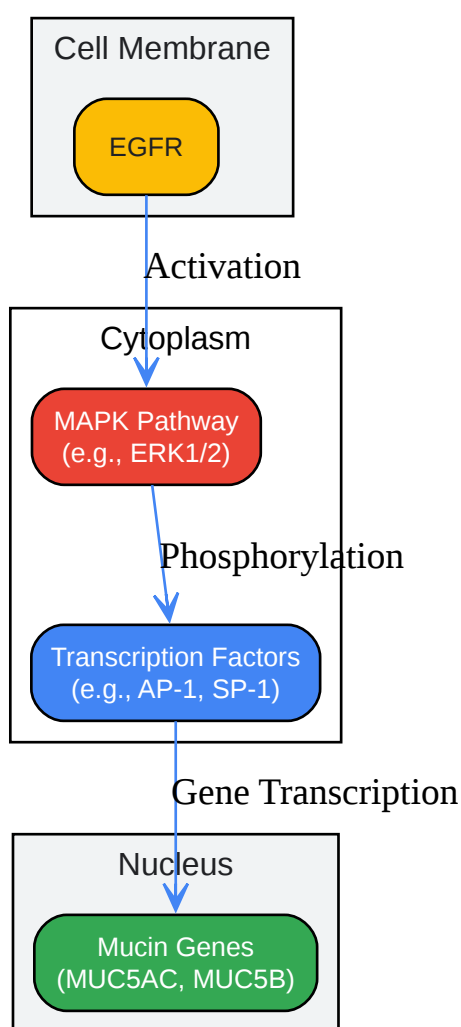 Cell Membrane
EGFR
Activation
Cytoplasm
MAPK Pathway
(e.g., ERK1/2)
Phosphorylation
Transcription Factors
(e.g., AP-1, SP-1)
Gene Transcription
Nucleus
Mucin Genes
(MUC5AC, MUC5B)